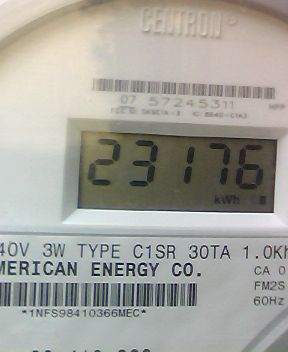 CENTRON
07 57245311
23176
kWh
40V 3W TYPE C1SR 30TA 1.0Kh
MERICAN ENERGY CO.
CA 0
FM2S
60Hz
*1NFS98410366MEC*